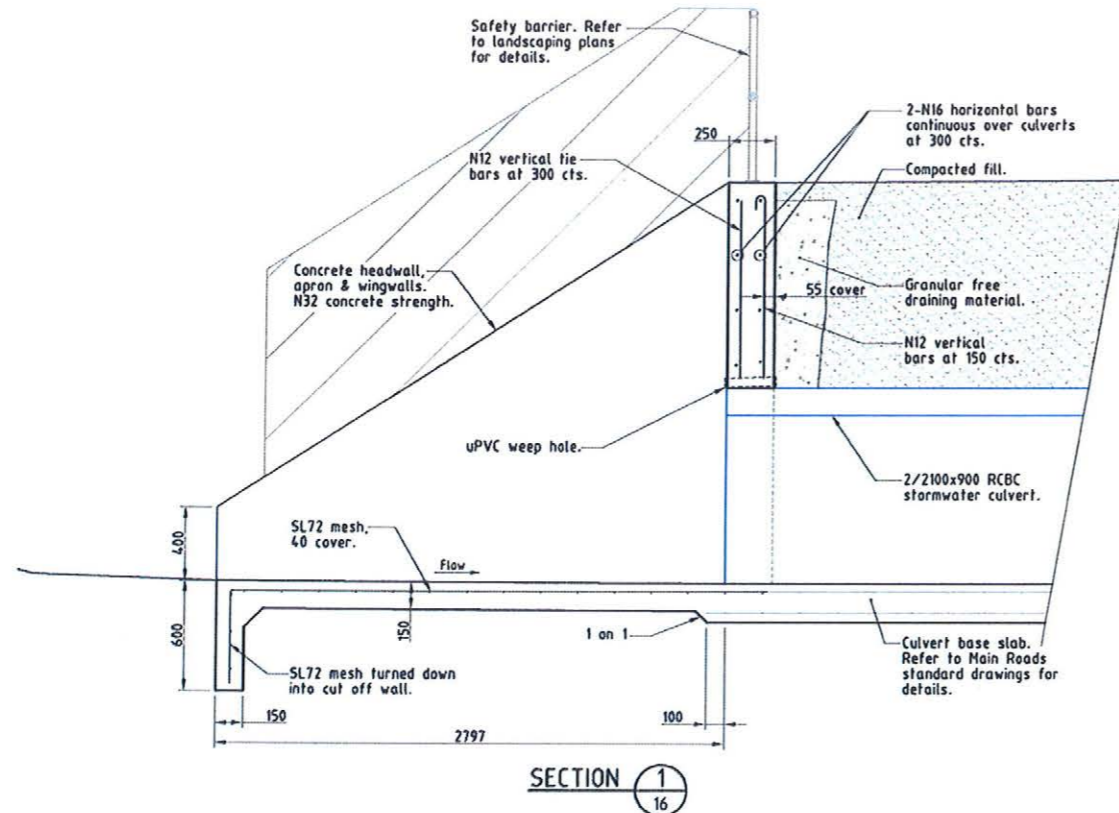 Safety barrier. Refer
to landscaping plans
for details.
250
2-N16 horizontal bars
continuous over culverts
at 300 cts.
N12 vertical tie
bars at 300 cts.
Compacted fill.
Concrete headwall,
apron & wingwalls.
N32 concrete strength.
55 cover
Granular free
draining material.
N12 vertical
bars at 150 cts.
uPVC weep hole.
2/2100x900 RCBC
stormwater culvert.
400
SL72 mesh,
40 cover.
Flow
600
150
1 on 1
Culvert base slab.
Refer to Main Roads
standard drawings for
details.
SL72 mesh turned down
into cut off wall.
150
100
2797
SECTION 1
16